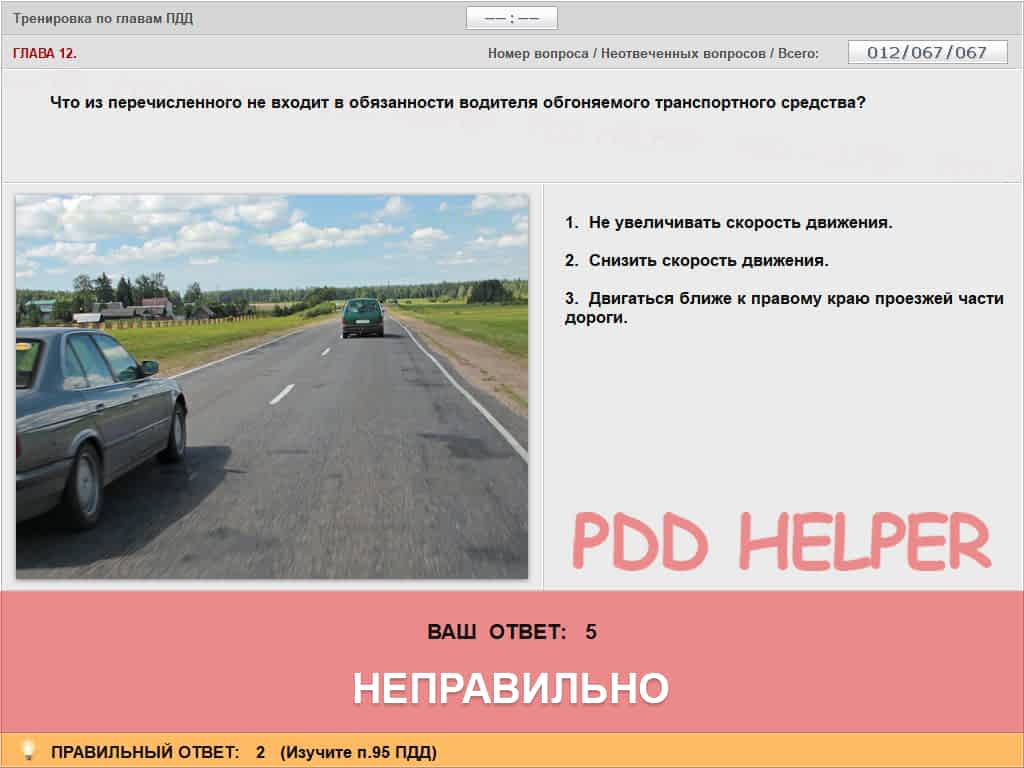 Тренировка по главам ПДД
–– : ––
ГЛАВА 12.
Номер вопроса / Неотвеченных вопросов / Всего:
012/067/067
Что из перечисленного не входит в обязанности водителя обгоняемого транспортного средства?
1. Не увеличивать скорость движения.
2. Снизить скорость движения.
3. Двигаться ближе к правому краю проезжей части
дороги.
PDD HELPER
ВАШ ОТВЕТ: 5
НЕПРАВИЛЬНО
ПРАВИЛЬНЫЙ ОТВЕТ: 2 (Изучите п.95 ПДД)